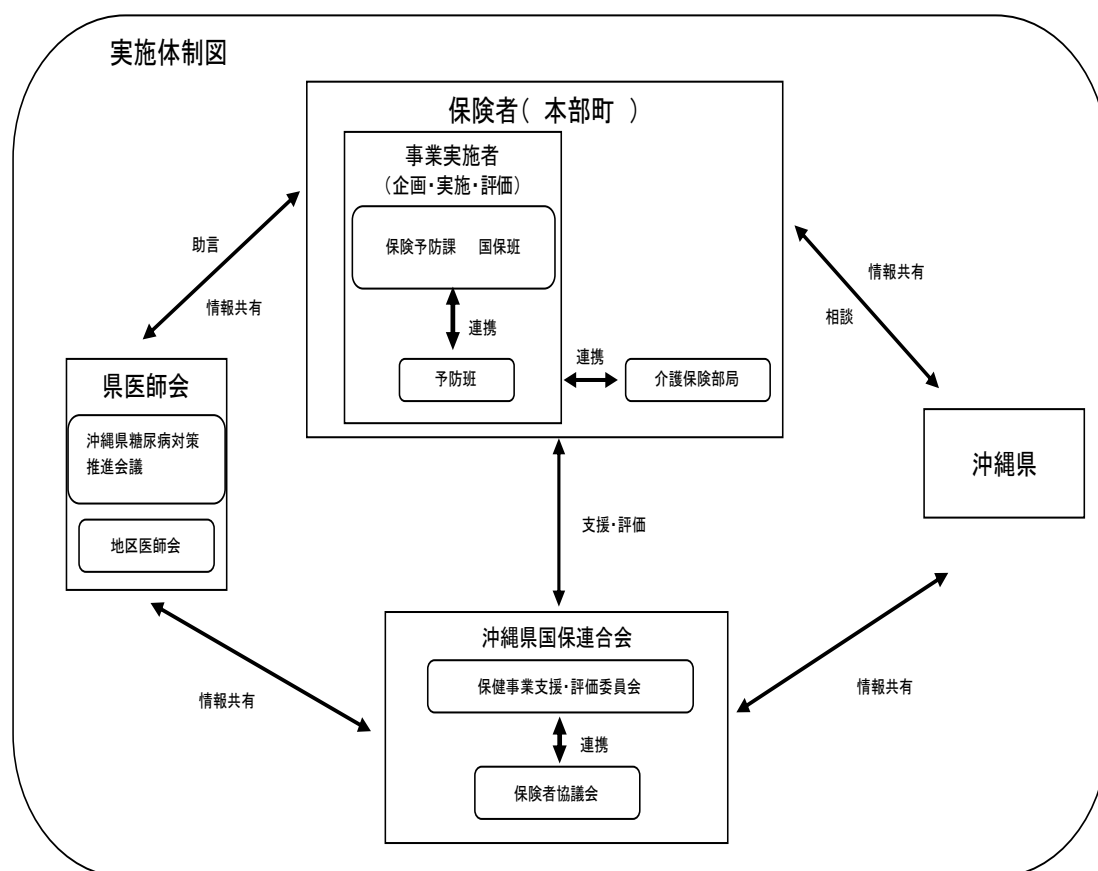 実施体制図
保険者( 本部町 )
事業実施者
(企画・実施・評価)
保険予防課 国保班
連携
予防班
連携
介護保険部局
助言
情報共有
情報共有
相談
県医師会
沖縄県糖尿病対策
推進会議
地区医師会
沖縄県
支援・評価
沖縄県国保連合会
保健事業支援・評価委員会
連携
保険者協議会
情報共有
情報共有